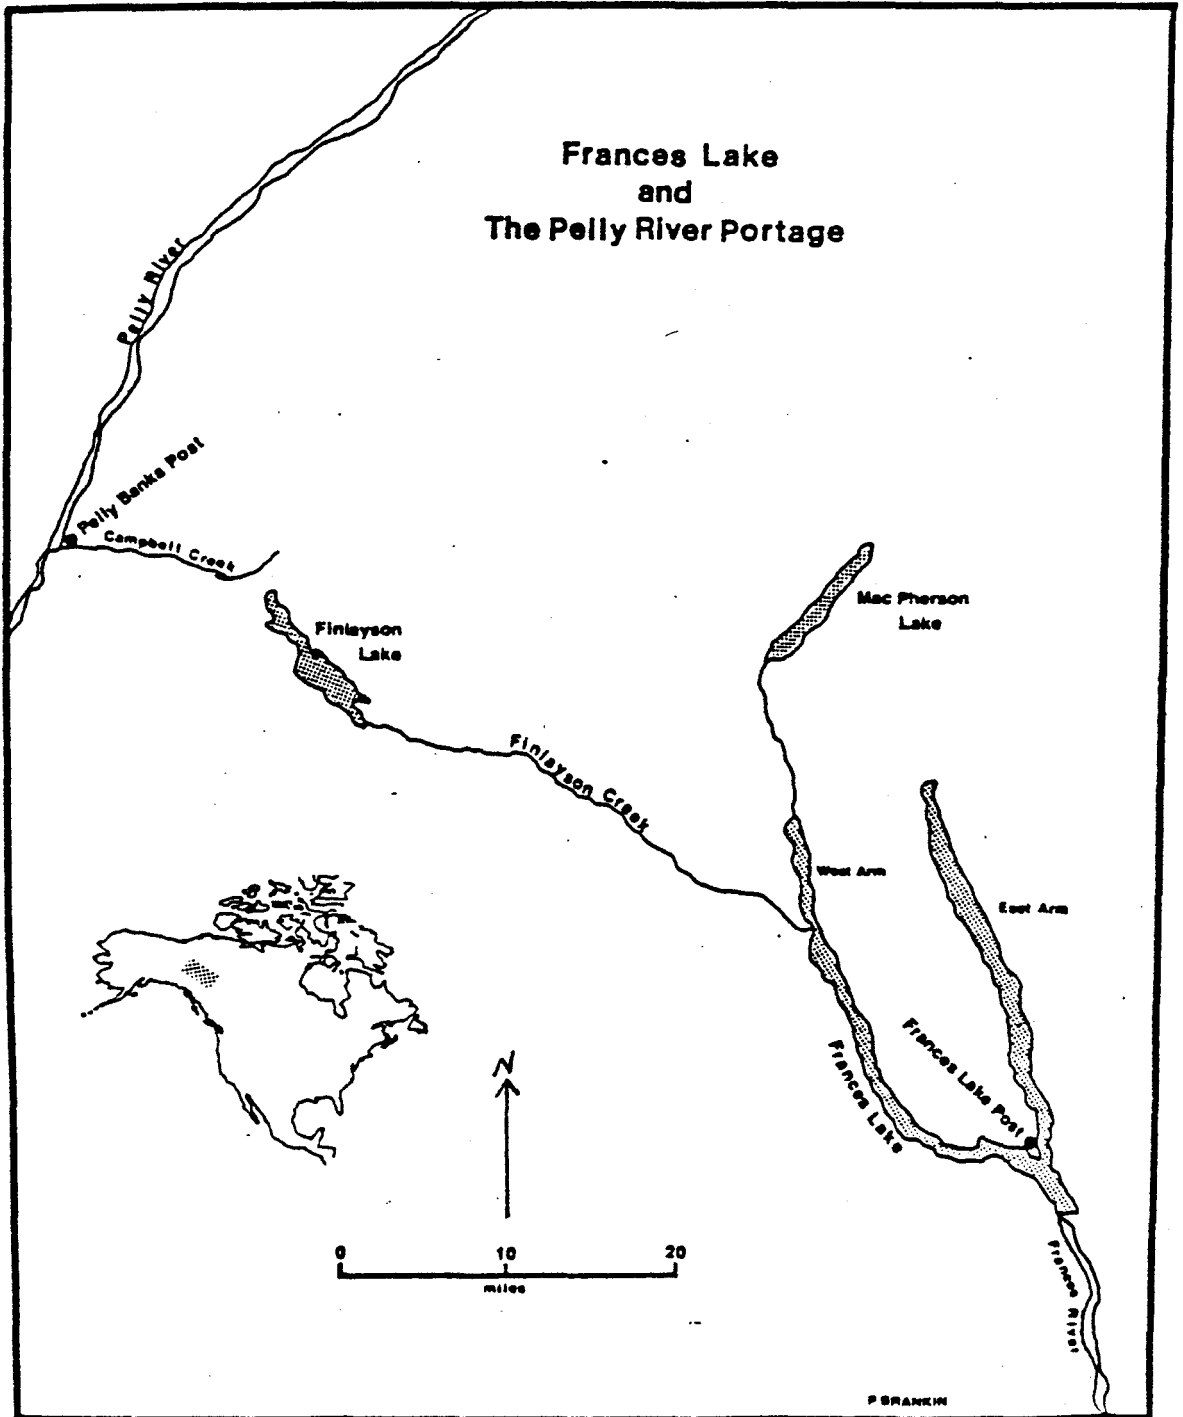 Frances Lake
and
The Pelly River Portage
Pelly River
Pelly Banks Post
Campbell Creek
Finlayson
Lake
Mac Pherson
Lake
Finlayson Creek
West Arm
East Arm
Frances Lake Post
Frances Lake
N
0 10 20
miles
Frances River
P BRANKIN